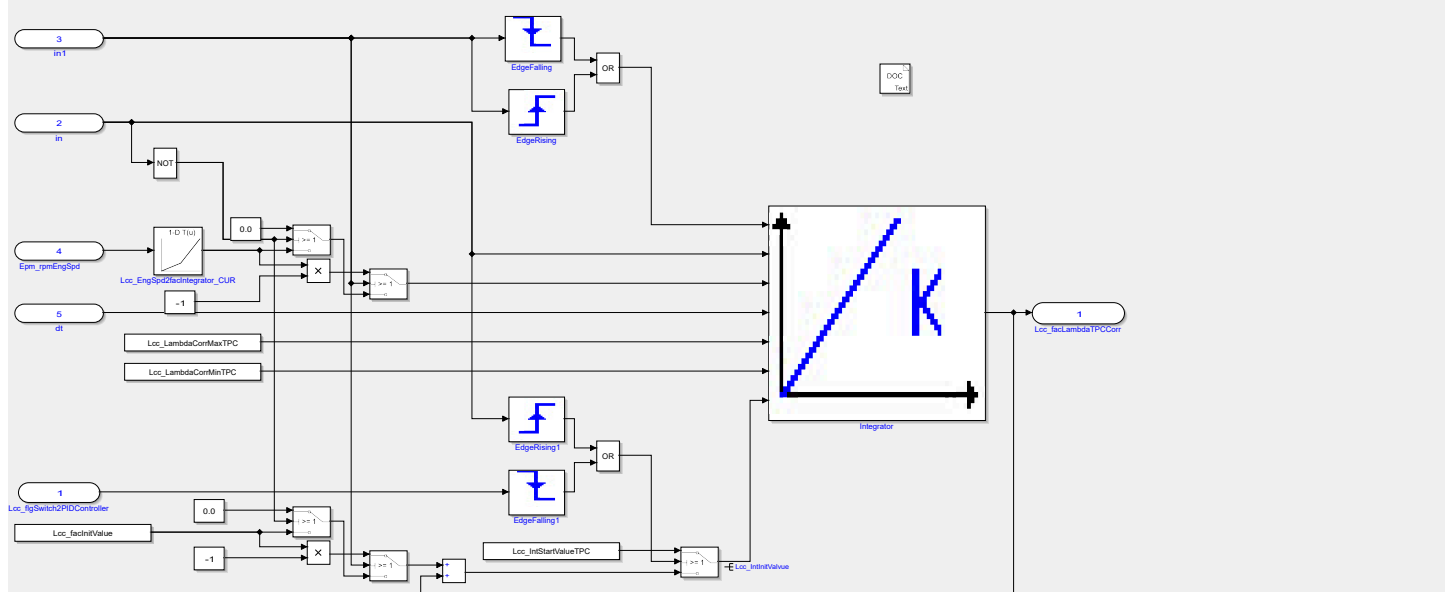 3
in1
EdgeFalling
OR
DOC
Text
EdgeRising
2
in
NOT
0.0
>= 1
1-D T(u)
4
Epm_rpmEngSpd
Lcc_EngSpd2facIntegrator_CUR
×
>= 1
-1
5
dt
Lcc_LambdaCorrMaxTPC
Lcc_LambdaCorrMinTPC
K
Integrator
1
Lcc_facLambdaTPCCorr
EdgeRising1
OR
1
Lcc_flgSwitch2PIDController
EdgeFalling1
0.0
>= 1
Lcc_facInitValue
×
-1
>= 1
+
+
Lcc_IntStartValueTPC
>= 1
Lcc_IntInitValvue